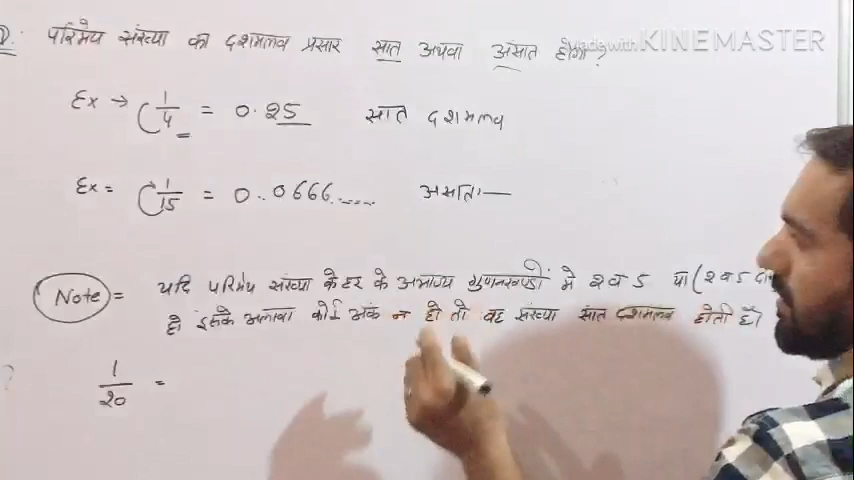 Q. परिमेय संख्या का दशमलव प्रसार सात अथवा असात होगा?
Made with KINEMASTER
Ex → 1/4 = 0.25 सात दशमलव
Ex = 1/15 = 0..0666..... असातः—
Note = यदि परिमेय संख्या के हर के अभाज्य गुणनखण्डो में 2 व 5 या (2 व 5
हो इसके अलावा कोई अंक न हो तो वह संख्या सांत दशमलव होती है।
1/20 =